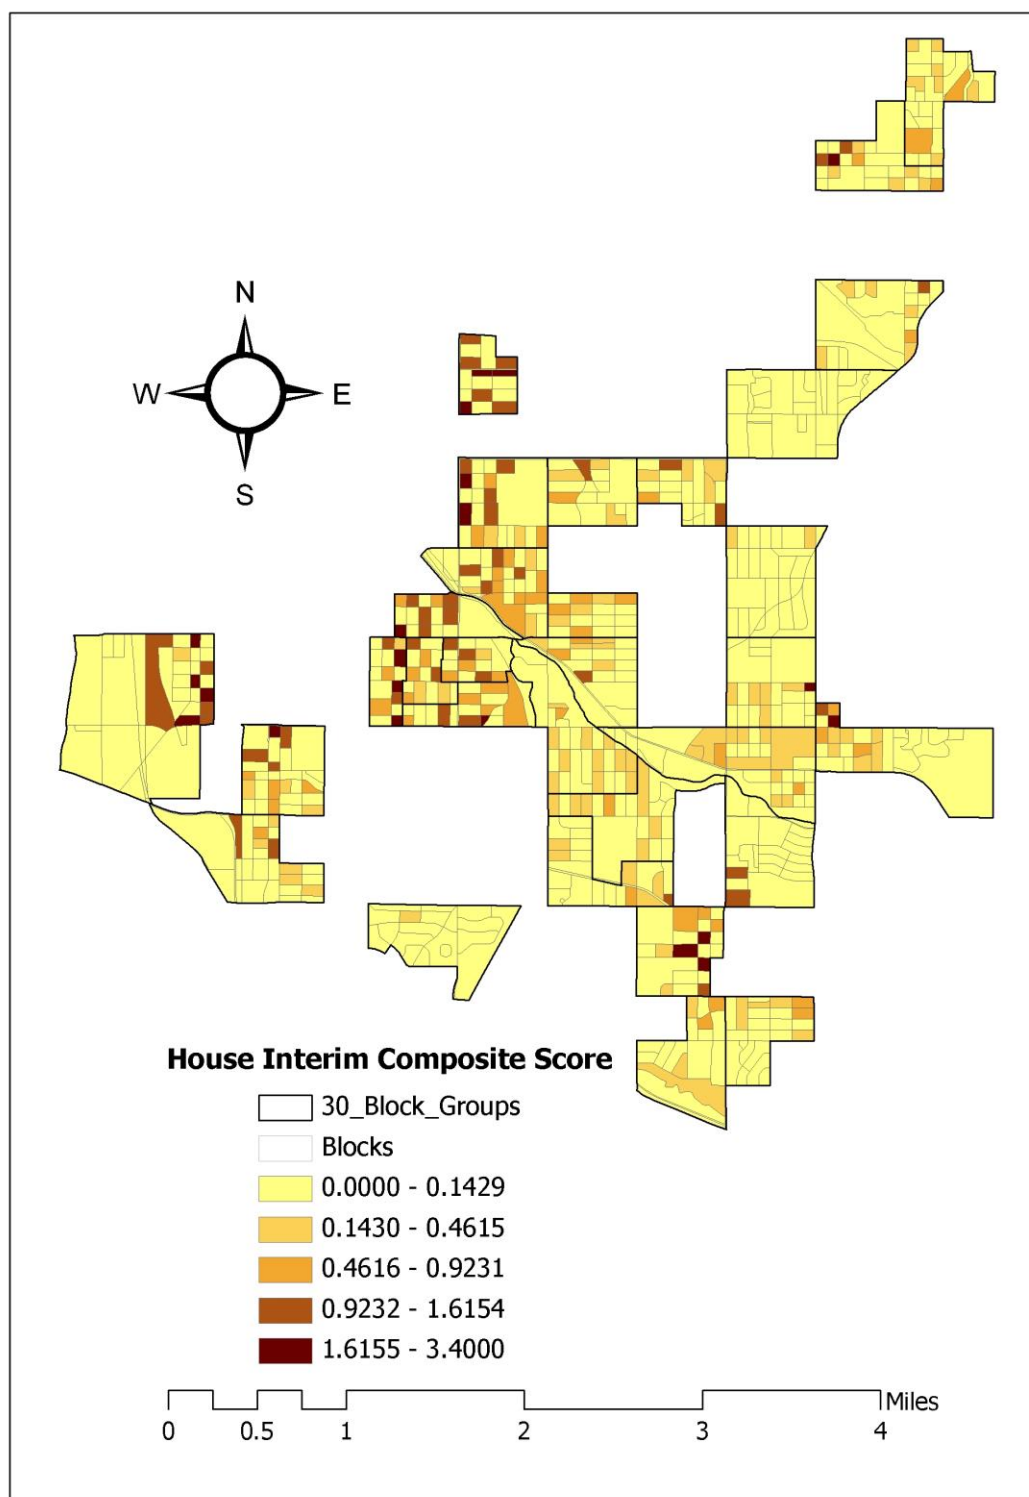 N
W E
S
House Interim Composite Score
30_Block_Groups
Blocks
0.0000 - 0.1429
0.1430 - 0.4615
0.4616 - 0.9231
0.9232 - 1.6154
1.6155 - 3.4000
Miles
0 0.5 1 2 3 4